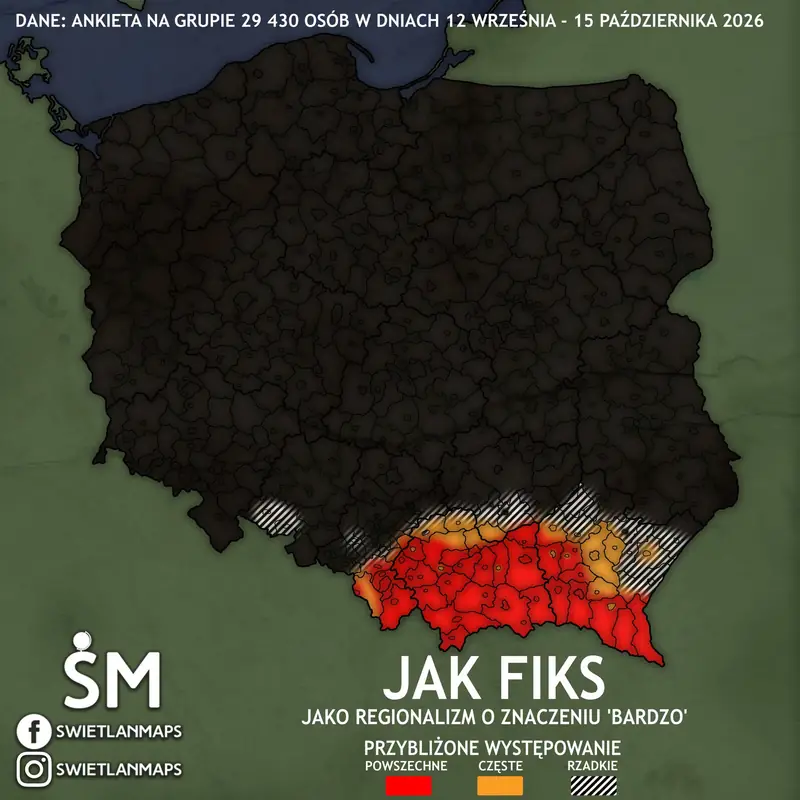 DANE: ANKIETA NA GRUPIE 29 430 OSÓB W DNIACH 12 WRZEŚNIA - 15 PAŹDZIERNIKA 2026
ŚM
SWIETLANMAPS
SWIETLANMAPS
JAK FIKS
JAKO REGIONALIZM O ZNACZENIU 'BARDZO'
PRZYBLIŻONE WYSTĘPOWANIE
POWSZECHNE CZĘSTE RZADKIE